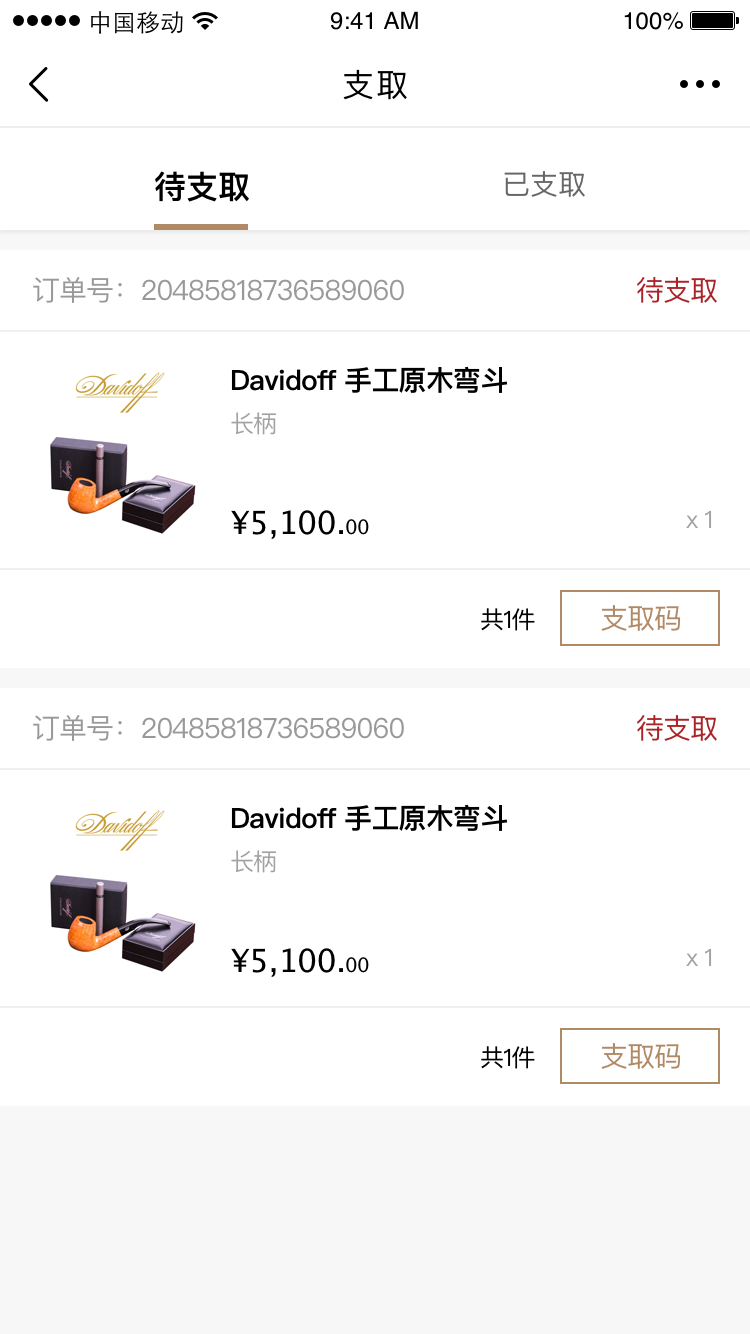 中国移动 9:41 AM 100%
支取
待支取 已支取
订单号：20485818736589060 待支取
Davidoff
Davidoff 手工原木弯斗
长柄
¥5,100.00 x 1
共1件 支取码
订单号：20485818736589060 待支取
Davidoff
Davidoff 手工原木弯斗
长柄
¥5,100.00 x 1
共1件 支取码